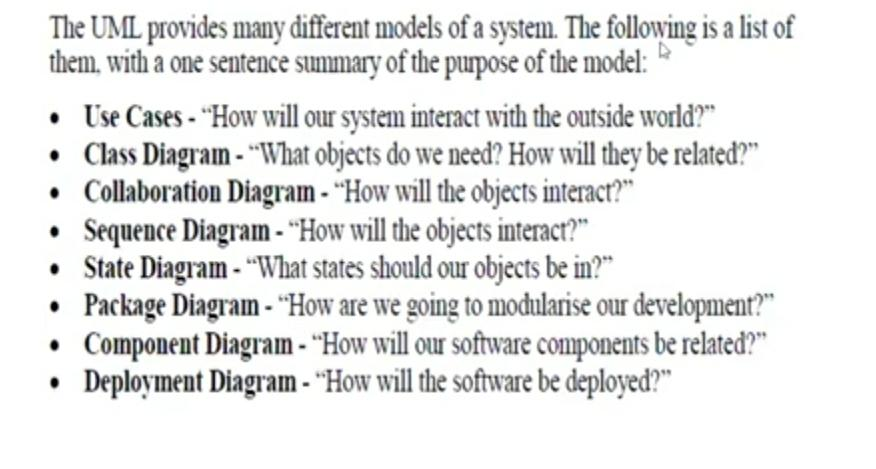 The UML provides many different models of a system. The following is a list of
them, with a one sentence summary of the purpose of the model:
• Use Cases - “How will our system interact with the outside world?”
• Class Diagram - “What objects do we need? How will they be related?”
• Collaboration Diagram - “How will the objects interact?”
• Sequence Diagram - “How will the objects interact?”
• State Diagram - “What states should our objects be in?”
• Package Diagram - “How are we going to modularise our development?”
• Component Diagram - “How will our software components be related?”
• Deployment Diagram - “How will the software be deployed?”